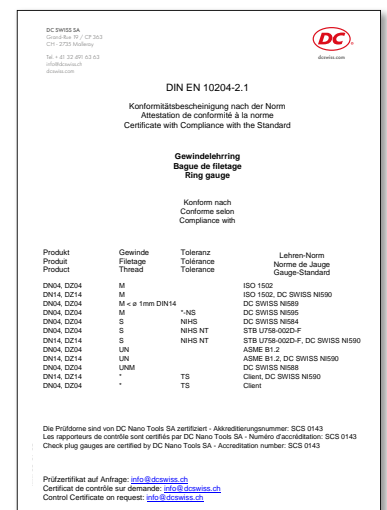 DC SWISS SA
Grand-Rue 19 / CP 363
CH - 2735 Malleray
Tel. + 41 32 491 63 63
info@dcswiss.ch
dcswiss.com
DC
dcswiss.com
DIN EN 10204-2.1
Konformitätsbescheinigung nach der Norm
Attestation de conformité à la norme
Certificate with Compliance with the Standard
Gewindelehrring
Bague de filetage
Ring gauge
Konform nach
Conforme selon
Compliance with
Produkt Gewinde Toleranz Lehren-Norm
Produit Filetage Tolérance Norme de Jauge
Product Thread Tolerance Gauge-Standard
DN04, DZ04 M ISO 1502
DN14, DZ14 M ISO 1502, DC SWISS NI590
DN04, DZ04 M < ø 1mm DIN14 DC SWISS NI589
DN04, DZ04 M *-NS DC SWISS NI595
DN04, DZ04 S NIHS DC SWISS NI584
DN04, DZ04 S NIHS NT STB U758-002D-F
DN14, DZ14 S NIHS NT STB U758-002D-F, DC SWISS NI590
DN04, DZ04 UN ASME B1.2
DN14, DZ14 UN ASME B1.2, DC SWISS NI590
DN04, DZ04 UNM DC SWISS NI588
DN14, DZ14 * TS Client, DC SWISS NI590
DN04, DZ04 * TS Client
Die Prüfdorne sind von DC Nano Tools SA zertifiziert - Akkreditierungsnummer: SCS 0143
Les rapporteurs de contrôle sont certifiés par DC Nano Tools SA - Numéro d'accréditation: SCS 0143
Check plug gauges are certified by DC Nano Tools SA - Accreditation number: SCS 0143
Prüfzertifikat auf Anfrage: info@dcswiss.ch
Certificat de contrôle sur demande: info@dcswiss.ch
Control Certificate on request: info@dcswiss.ch